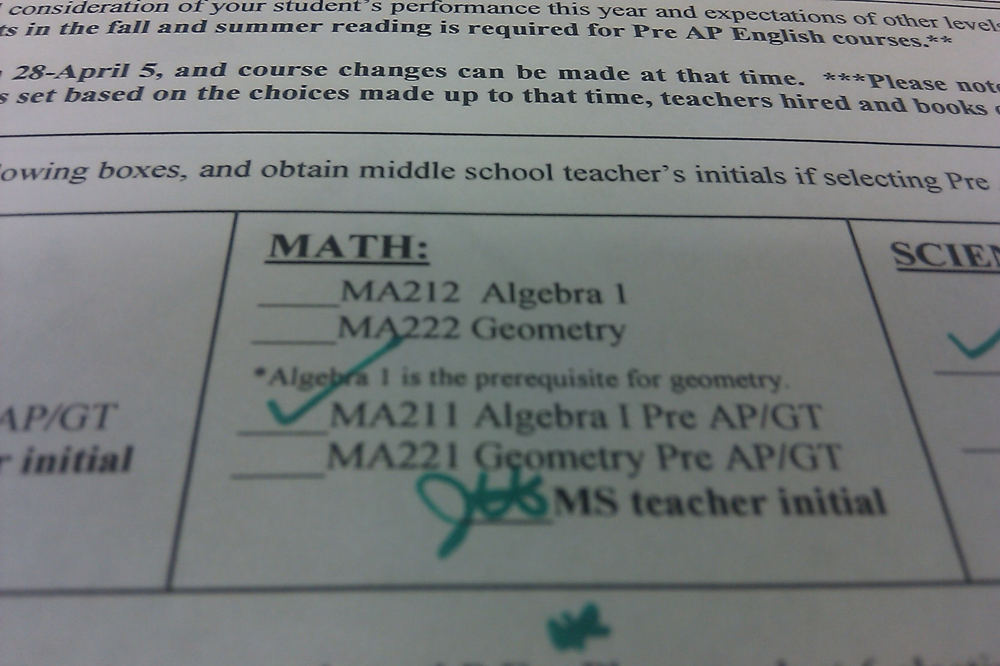 consideration of your student's performance this year and expectations of other levels
ts in the fall and summer reading is required for Pre AP English courses.**
28-April 5, and course changes can be made at that time. ***Please note
s set based on the choices made up to that time, teachers hired and books
owing boxes, and obtain middle school teacher's initials if selecting Pre
MATH:
MA212 Algebra 1
MA222 Geometry
*Algebra 1 is the prerequisite for geometry.
MA211 Algebra I Pre AP/GT
MA221 Geometry Pre AP/GT
MS teacher initial
AP/GT
r initial
SCIEN